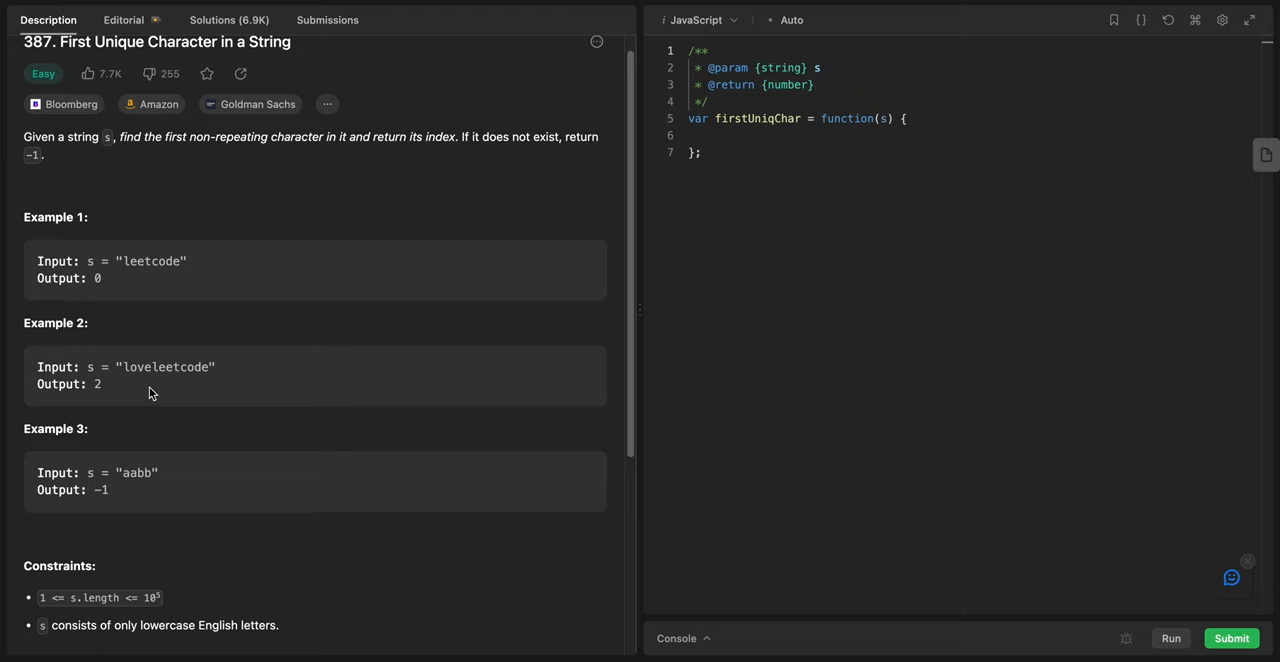 Description Editorial Solutions (6.9K) Submissions
387. First Unique Character in a String
Easy 7.7K 255
Bloomberg Amazon Goldman Sachs ...
Given a string s, find the first non-repeating character in it and return its index. If it does not exist, return
-1.
Example 1:
Input: s = "leetcode"
Output: 0
Example 2:
Input: s = "loveleetcode"
Output: 2
Example 3:
Input: s = "aabb"
Output: -1
Constraints:
• 1 <= s.length <= 10⁵
• s consists of only lowercase English letters.
i JavaScript • Auto
1 /**
2 * @param {string} s
3 * @return {number}
4 */
5 var firstUniqChar = function(s) {
6
7 };
Console Run Submit